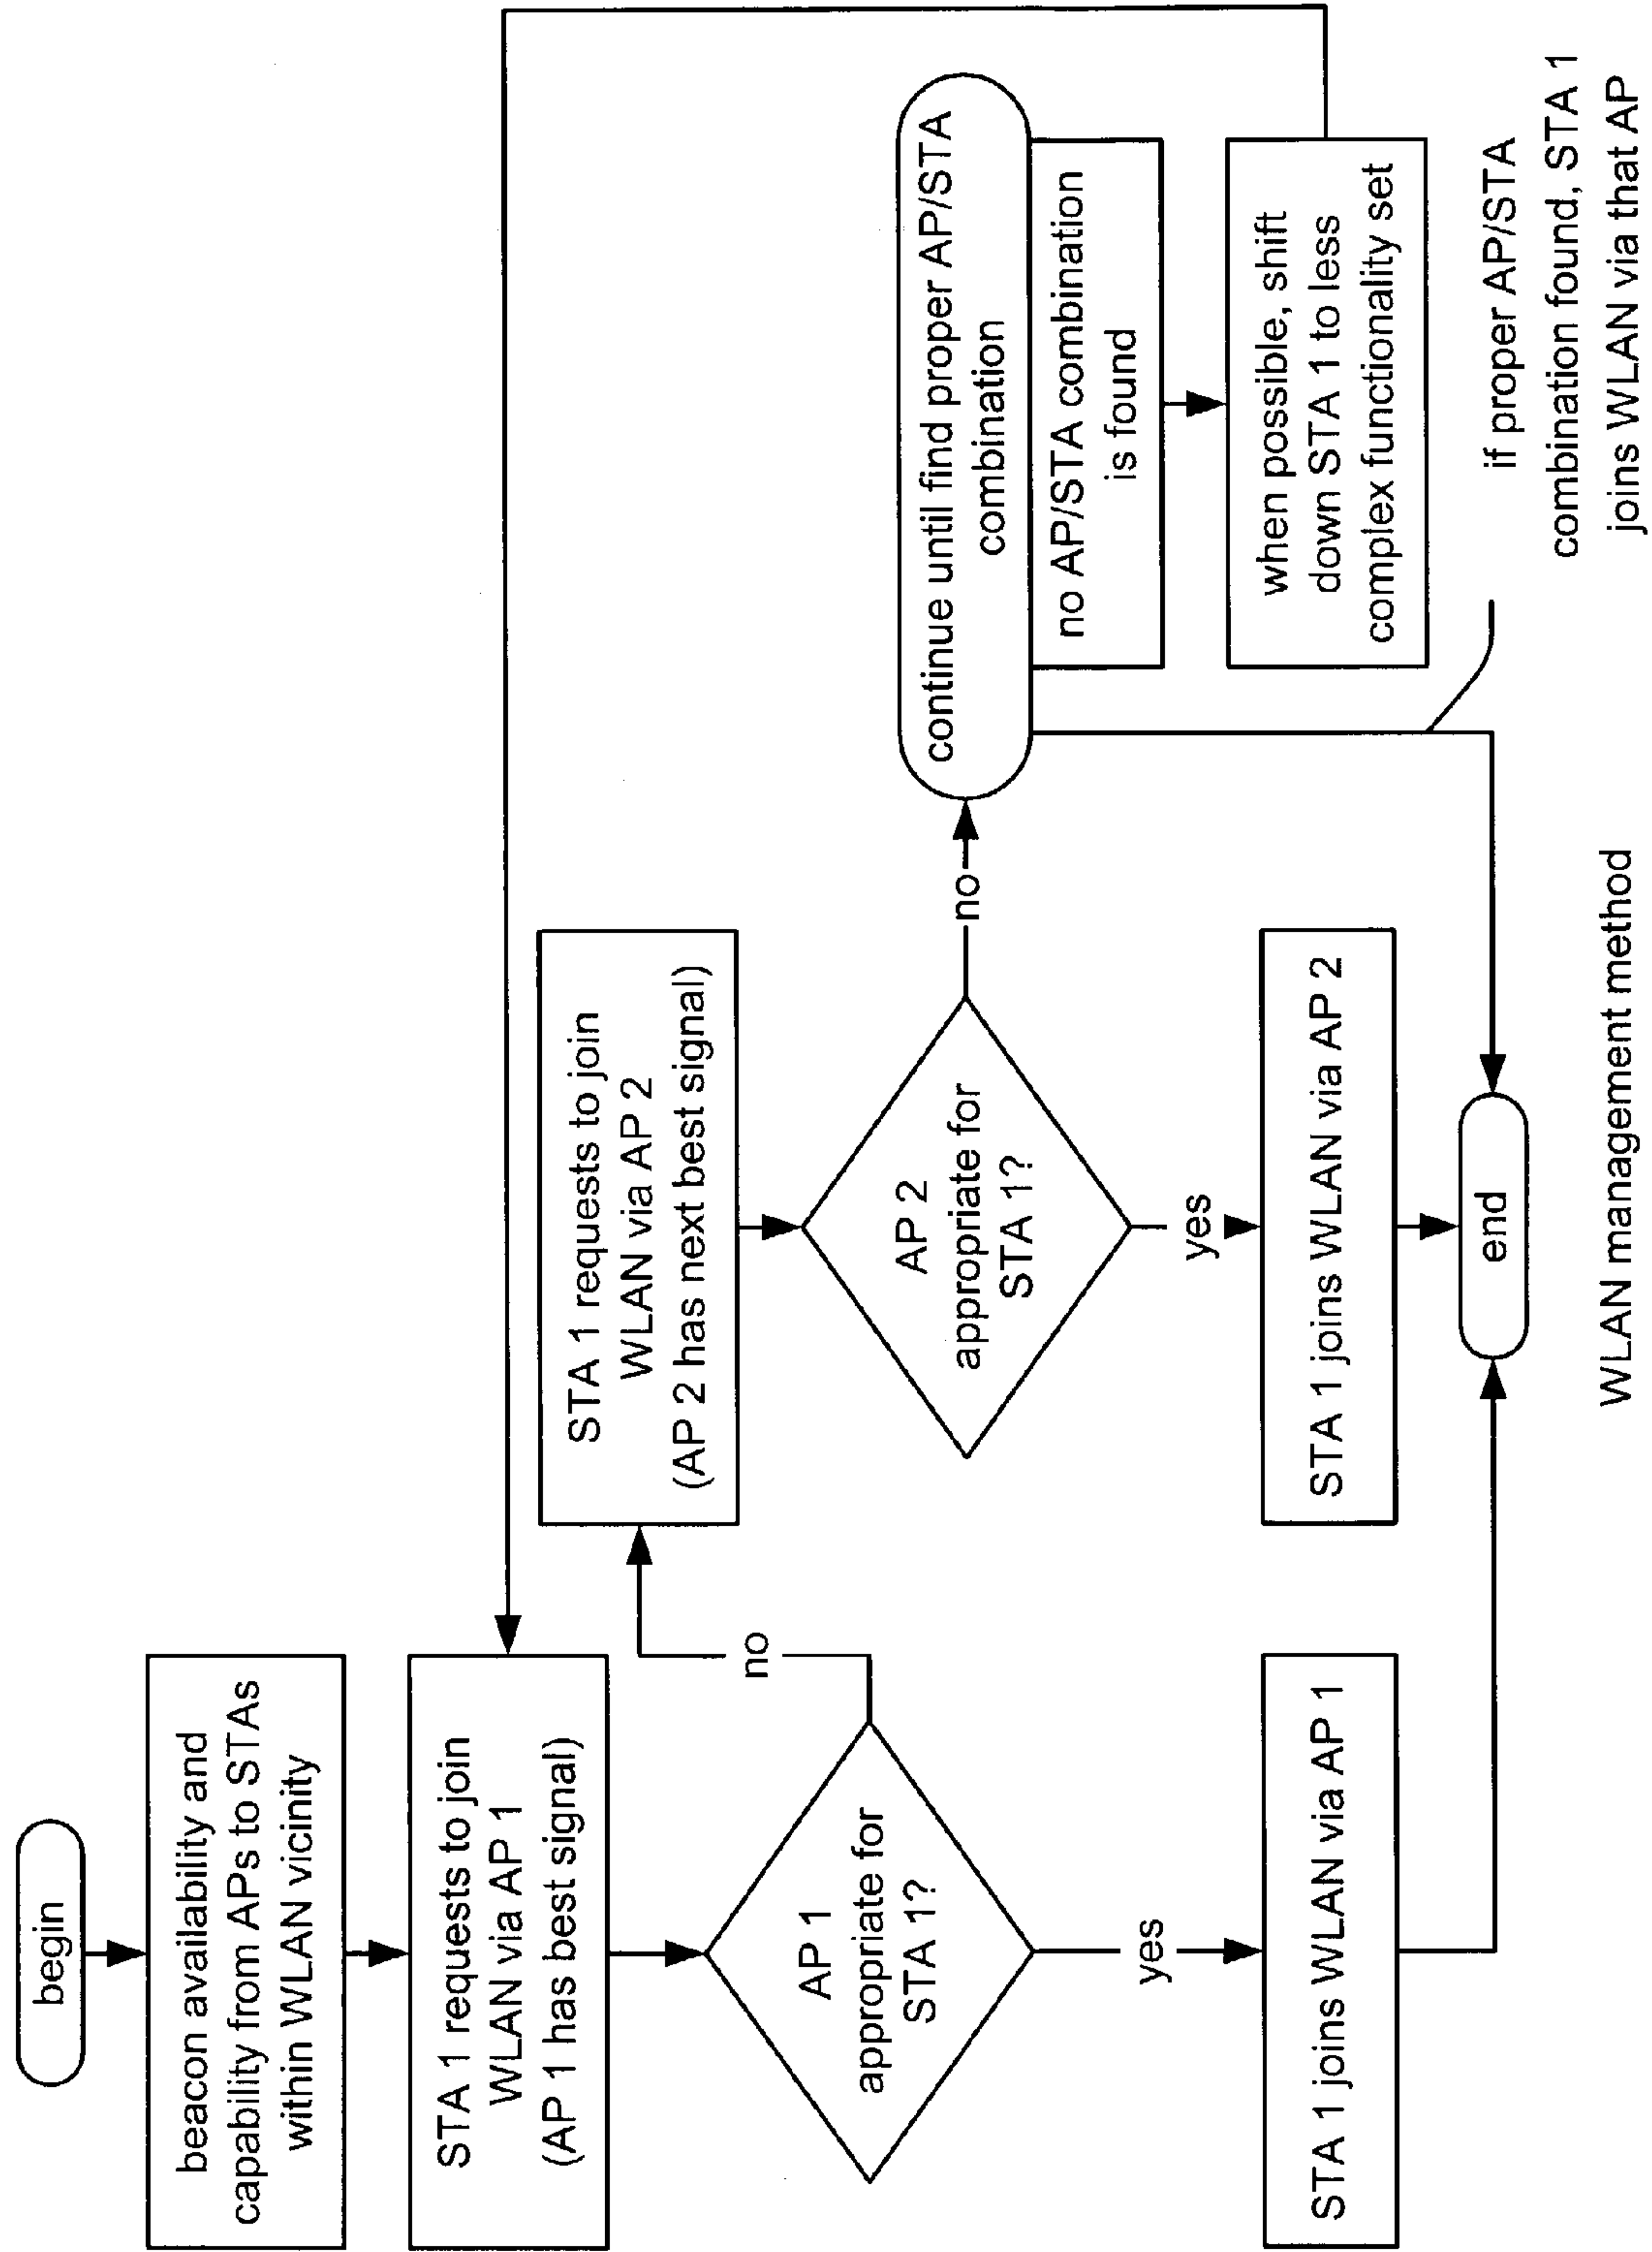 begin
beacon availability and
capability from APs to STAs
within WLAN vicinity
STA 1 requests to join
WLAN via AP 1
(AP 1 has best signal)
AP 1
appropriate for
STA 1?
no
yes
STA 1 joins WLAN via AP 1
STA 1 requests to join
WLAN via AP 2
(AP 2 has next best signal)
AP 2
appropriate for
STA 1?
no
yes
STA 1 joins WLAN via AP 2
end
continue until find proper AP/STA
combination
no AP/STA combination
is found
when possible, shift
down STA 1 to less
complex functionality set
if proper AP/STA
combination found, STA 1
joins WLAN via that AP
WLAN management method